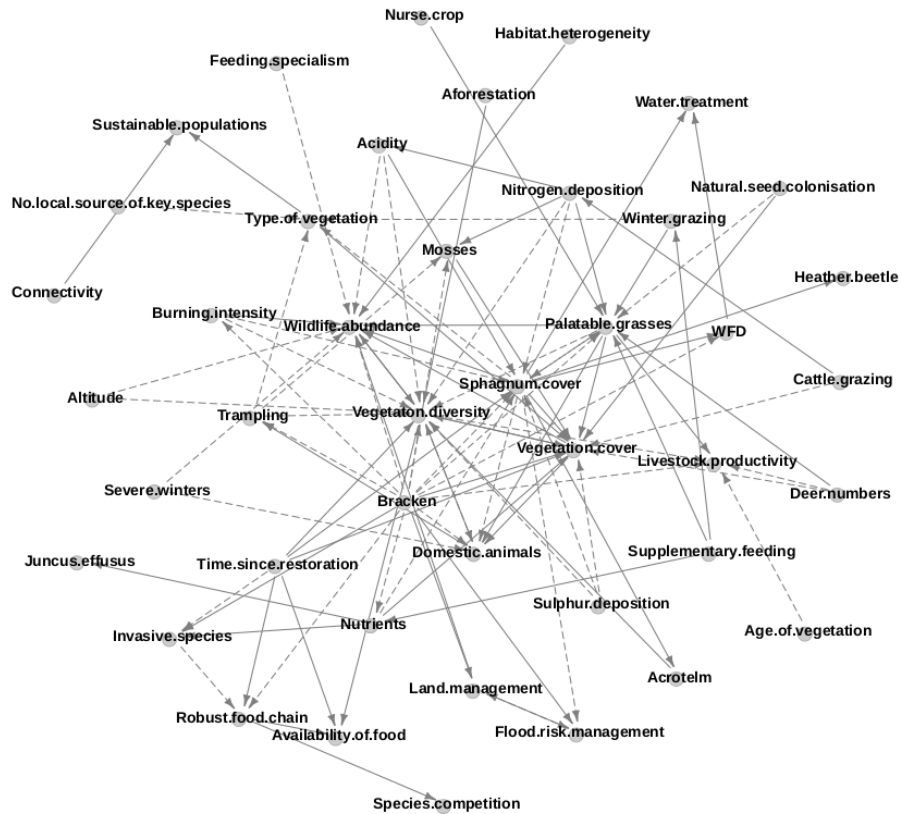 Nurse.crop
Habitat.heterogeneity
Feeding.specialism
Aforrestation
Water.treatment
Sustainable.populations
Acidity
Nitrogen.deposition
Natural.seed.colonisation
No.local.source.of.key.species
Type.of.vegetation
Winter.grazing
Mosses
Heather.beetle
Connectivity
Burning.intensity
Wildlife.abundance
Palatable.grasses
WFD
Sphagnum.cover
Cattle.grazing
Altitude
Trampling
Vegetaton.diversity
Vegetation.cover
Livestock.productivity
Severe.winters
Bracken
Deer.numbers
Juncus.effusus
Time.since.restoration
Domestic.animals
Supplementary.feeding
Sulphur.deposition
Invasive.species
Nutrients
Age.of.vegetation
Land.management
Acrotelm
Robust.food.chain
Availability.of.food
Flood.risk.management
Species.competition